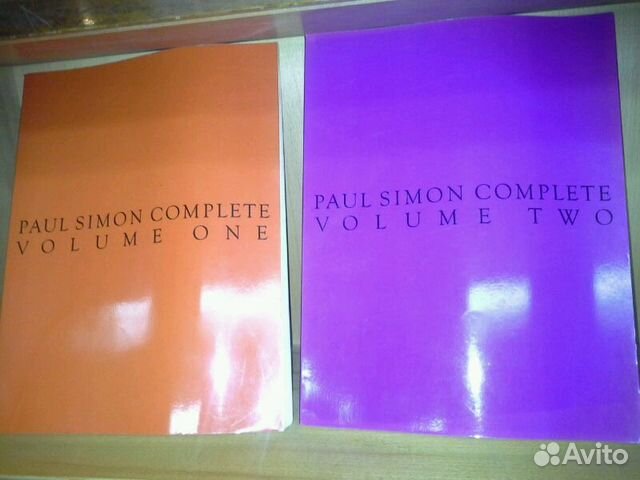 PAUL SIMON COMPLETE
VOLUME ONE
PAUL SIMON COMPLETE
VOLUME TWO
Avito